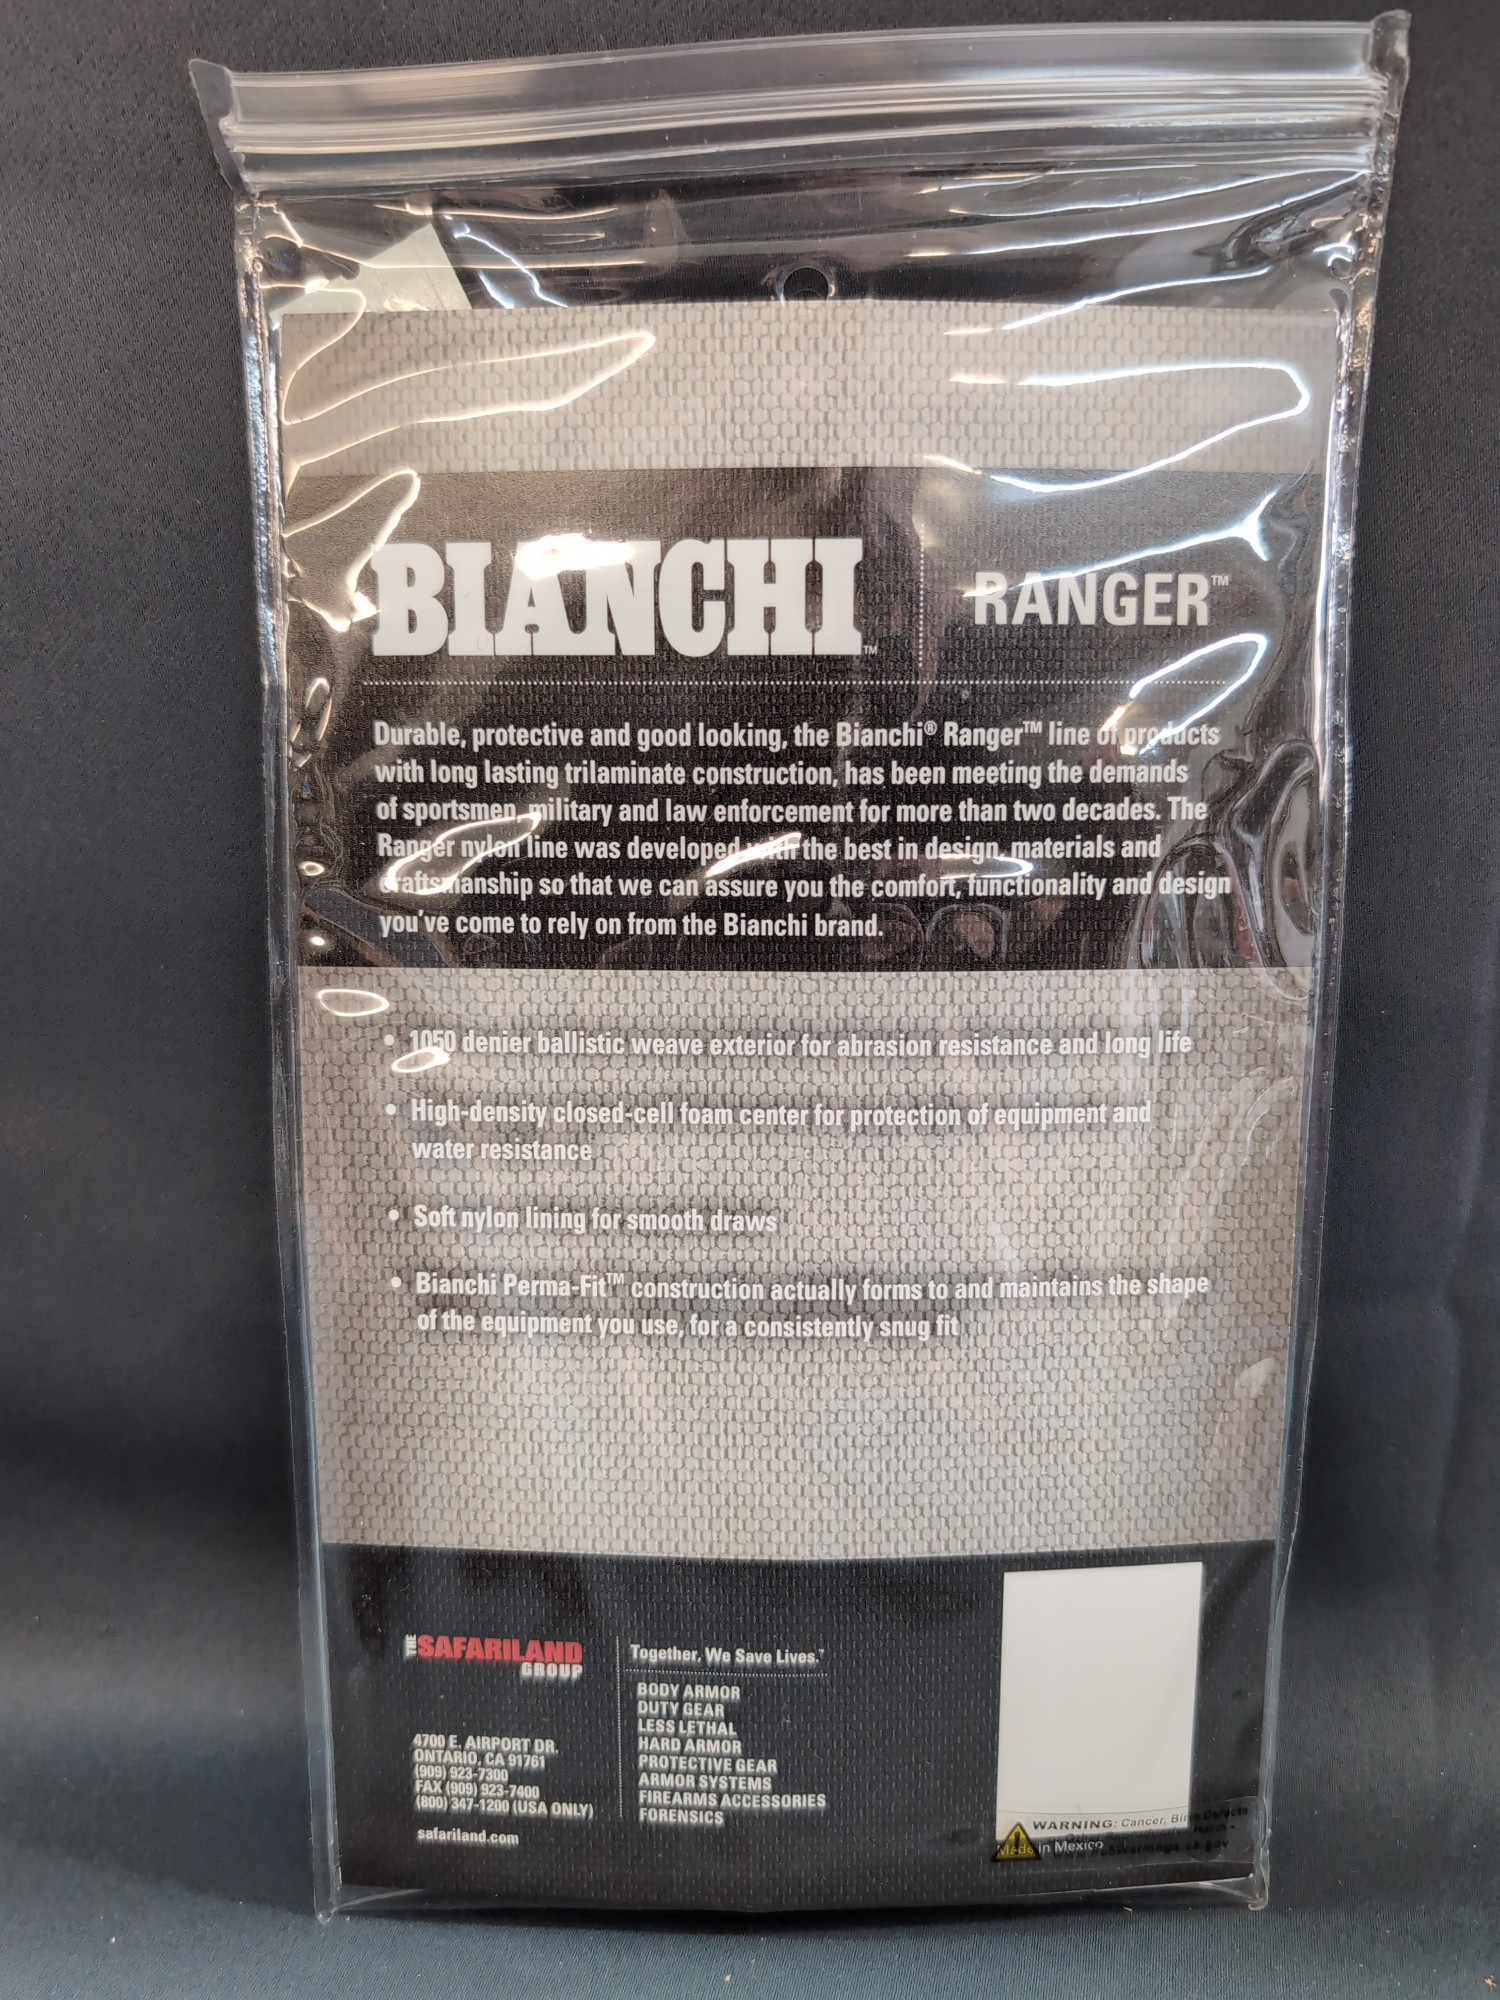 BIANCHI™
RANGER™
Durable, protective and good looking, the Bianchi® Ranger™ line of products
with long lasting trilaminate construction, has been meeting the demands
of sportsmen, military and law enforcement for more than two decades. The
Ranger nylon line was developed with the best in design, materials and
craftsmanship so that we can assure you the comfort, functionality and design
you've come to rely on from the Bianchi brand.
• 1050 denier ballistic weave exterior for abrasion resistance and long life
• High-density closed-cell foam center for protection of equipment and
water resistance
• Soft nylon lining for smooth draws
• Bianchi Perma-Fit™ construction actually forms to and maintains the shape
of the equipment you use, for a consistently snug fit
THE SAFARILAND
GROUP
4700 E. AIRPORT DR.
ONTARIO, CA 91761
(909) 923-7300
FAX (909) 923-7400
(800) 347-1200 (USA ONLY)
safariland.com
Together, We Save Lives.™
BODY ARMOR
DUTY GEAR
LESS LETHAL
HARD ARMOR
PROTECTIVE GEAR
ARMOR SYSTEMS
FIREARMS ACCESSORIES
FORENSICS
WARNING: Cancer, Birth Defects
Harm -
Made in Mexico